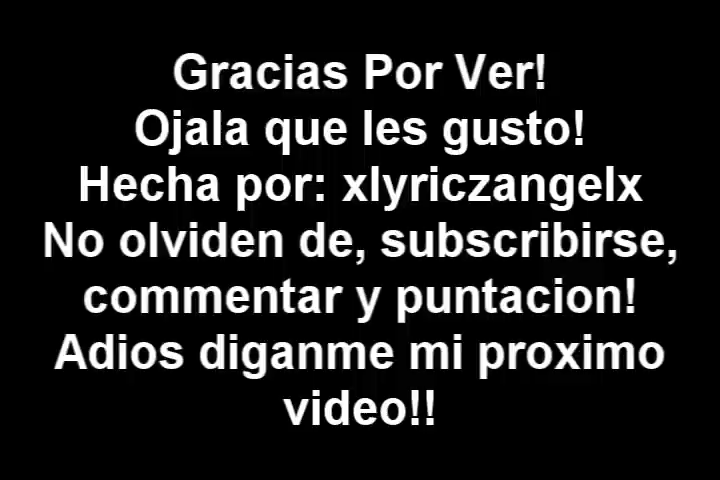 Gracias Por Ver!
Ojala que les gusto!
Hecha por: xlyriczangelx
No olviden de, subscribirse,
commentar y puntacion!
Adios diganme mi proximo
video!!